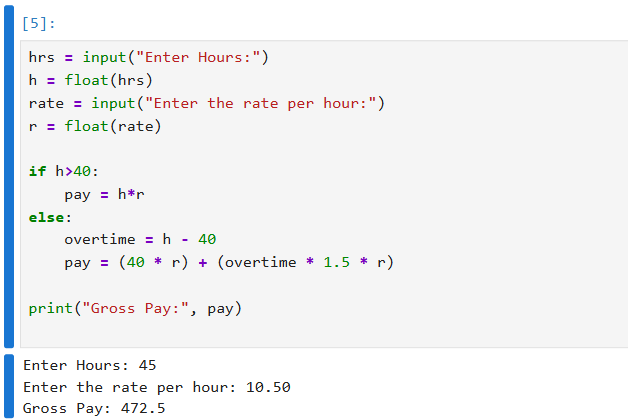 [5]:
hrs = input("Enter Hours:")
h = float(hrs)
rate = input("Enter the rate per hour:")
r = float(rate)

if h>40:
    pay = h*r
else:
    overtime = h - 40
    pay = (40 * r) + (overtime * 1.5 * r)

print("Gross Pay:", pay)

Enter Hours: 45
Enter the rate per hour: 10.50
Gross Pay: 472.5